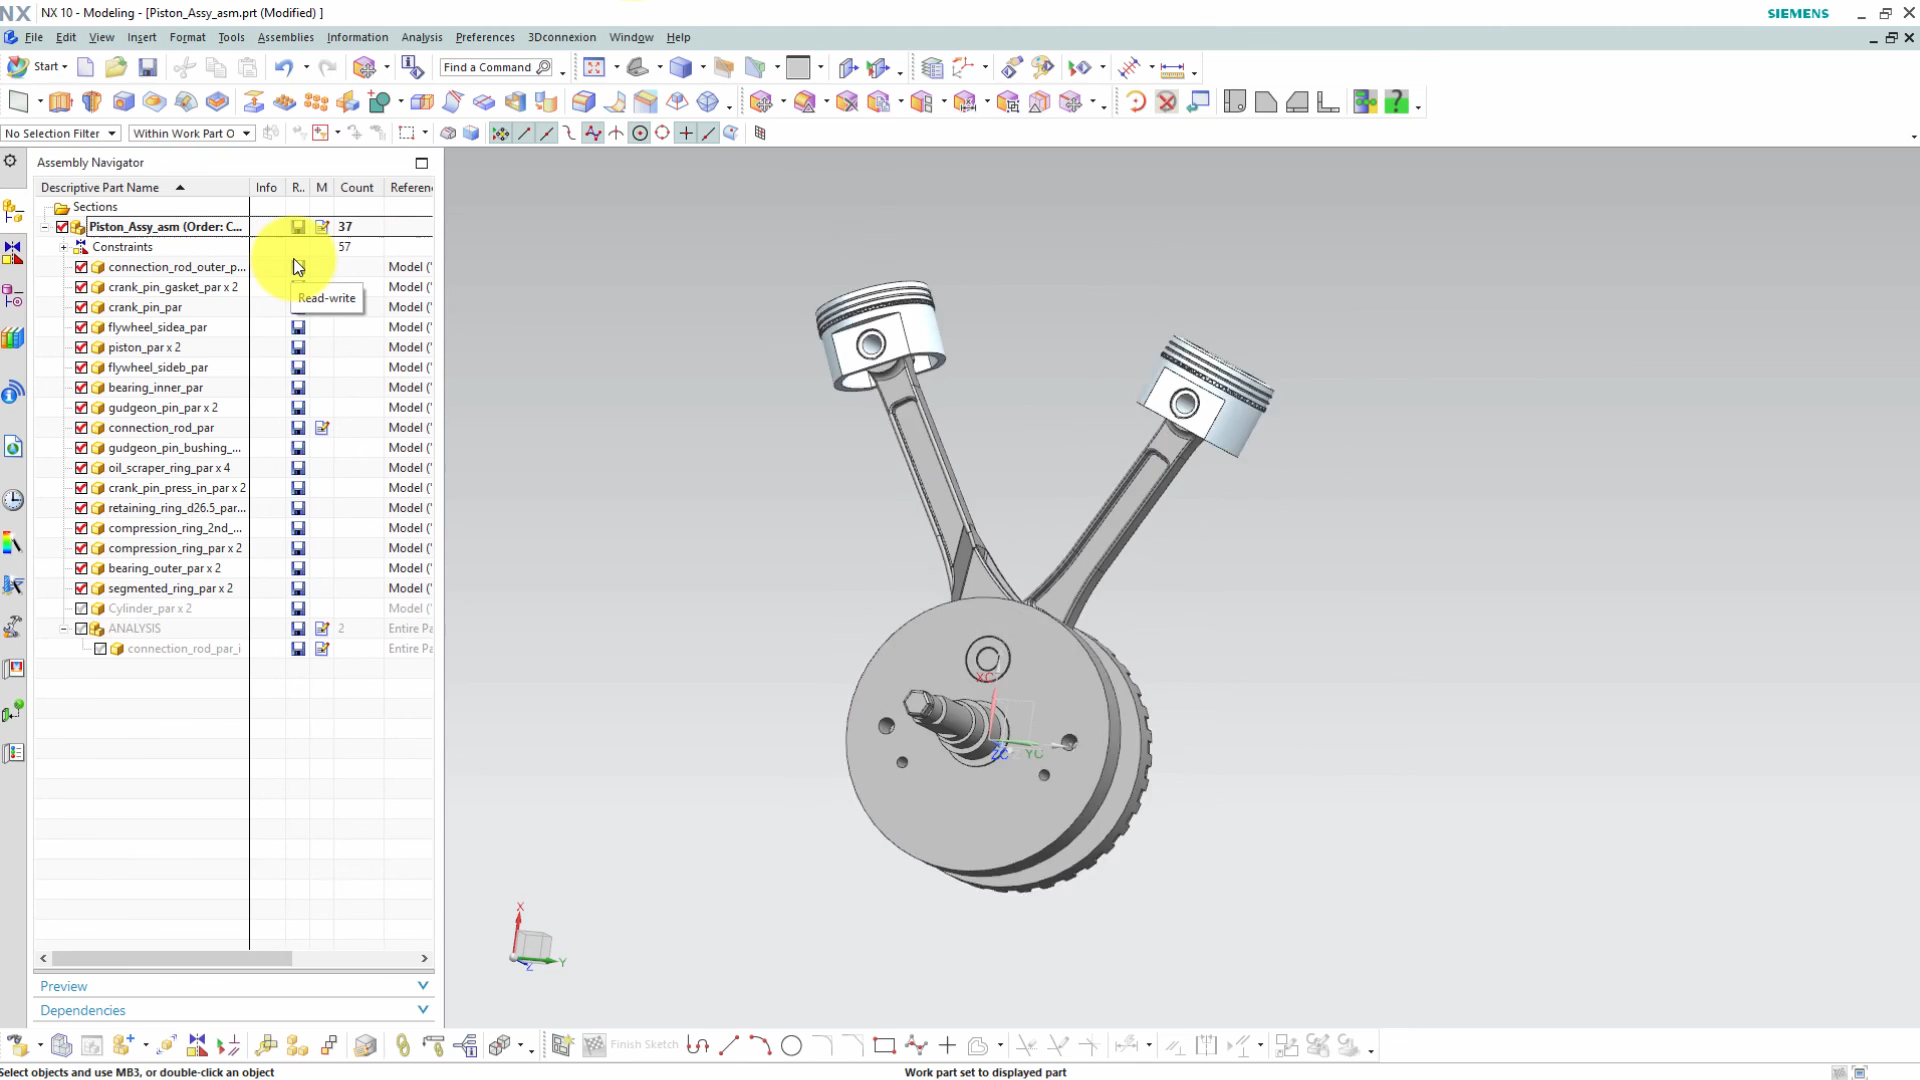 NX NX 10 - Modeling - [Piston_Assy_asm.prt (Modified) ]
SIEMENS
File Edit View Insert Format Tools Assemblies Information Analysis Preferences 3Dconnexion Window Help
Start
Find a Command
No Selection Filter
Within Work Part O
Assembly Navigator
Descriptive Part Name Info R.. M Count Referen
Sections
Piston_Assy_asm (Order: C... 37
Constraints 57
connection_rod_outer_p... Model ('
crank_pin_gasket_par x 2 Model ('
Read-write
crank_pin_par Model ('
flywheel_sidea_par Model ('
piston_par x 2 Model ('
flywheel_sideb_par Model ('
bearing_inner_par Model ('
gudgeon_pin_par x 2 Model ('
connection_rod_par Model ('
gudgeon_pin_bushing_... Model ('
oil_scraper_ring_par x 4 Model ('
crank_pin_press_in_par x 2 Model ('
retaining_ring_d26.5_par... Model ('
compression_ring_2nd_... Model ('
compression_ring_par x 2 Model ('
bearing_outer_par x 2 Model ('
segmented_ring_par x 2 Model ('
Cylinder_par x 2 Model ('
ANALYSIS 2 Entire Pa
connection_rod_par_i Entire Pa
XC
ZC YC
X
Y
Z
Preview
Dependencies
Finish Sketch
Select objects and use MB3, or double-click an object
Work part set to displayed part